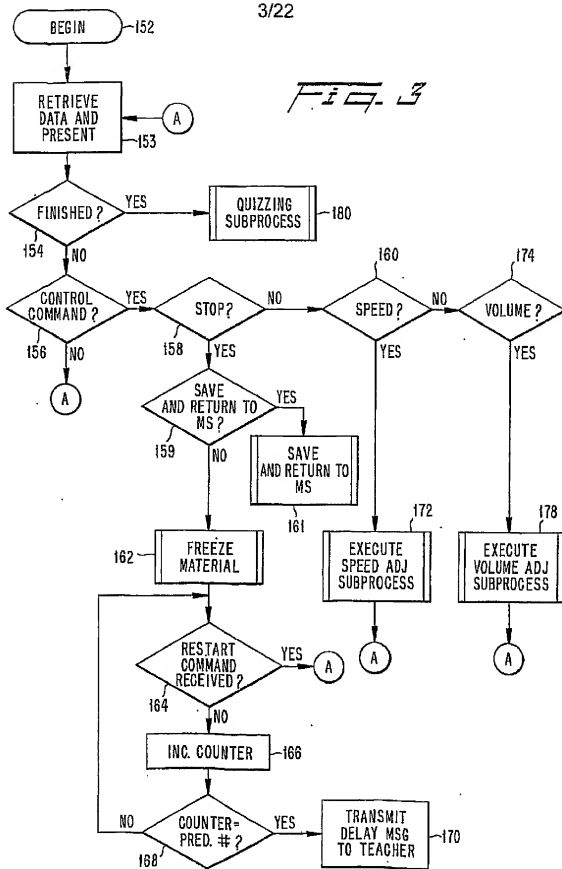 3/22
BEGIN
152
Fig. 3
RETRIEVE
DATA AND
PRESENT
153
A
FINISHED?
154
YES
NO
QUIZZING
SUBPROCESS
180
CONTROL
COMMAND?
156
YES
NO
A
STOP?
158
NO
YES
160
SPEED?
NO
YES
174
VOLUME?
YES
SAVE
AND RETURN TO
MS?
159
YES
NO
SAVE
AND RETURN TO
MS
161
162
FREEZE
MATERIAL
172
EXECUTE
SPEED ADJ
SUBPROCESS
A
178
EXECUTE
VOLUME ADJ
SUBPROCESS
A
RESTART
COMMAND
RECEIVED?
164
YES
A
NO
INC. COUNTER
166
COUNTER=
PRED. #?
168
NO
YES
TRANSMIT
DELAY MSG
TO TEACHER
170